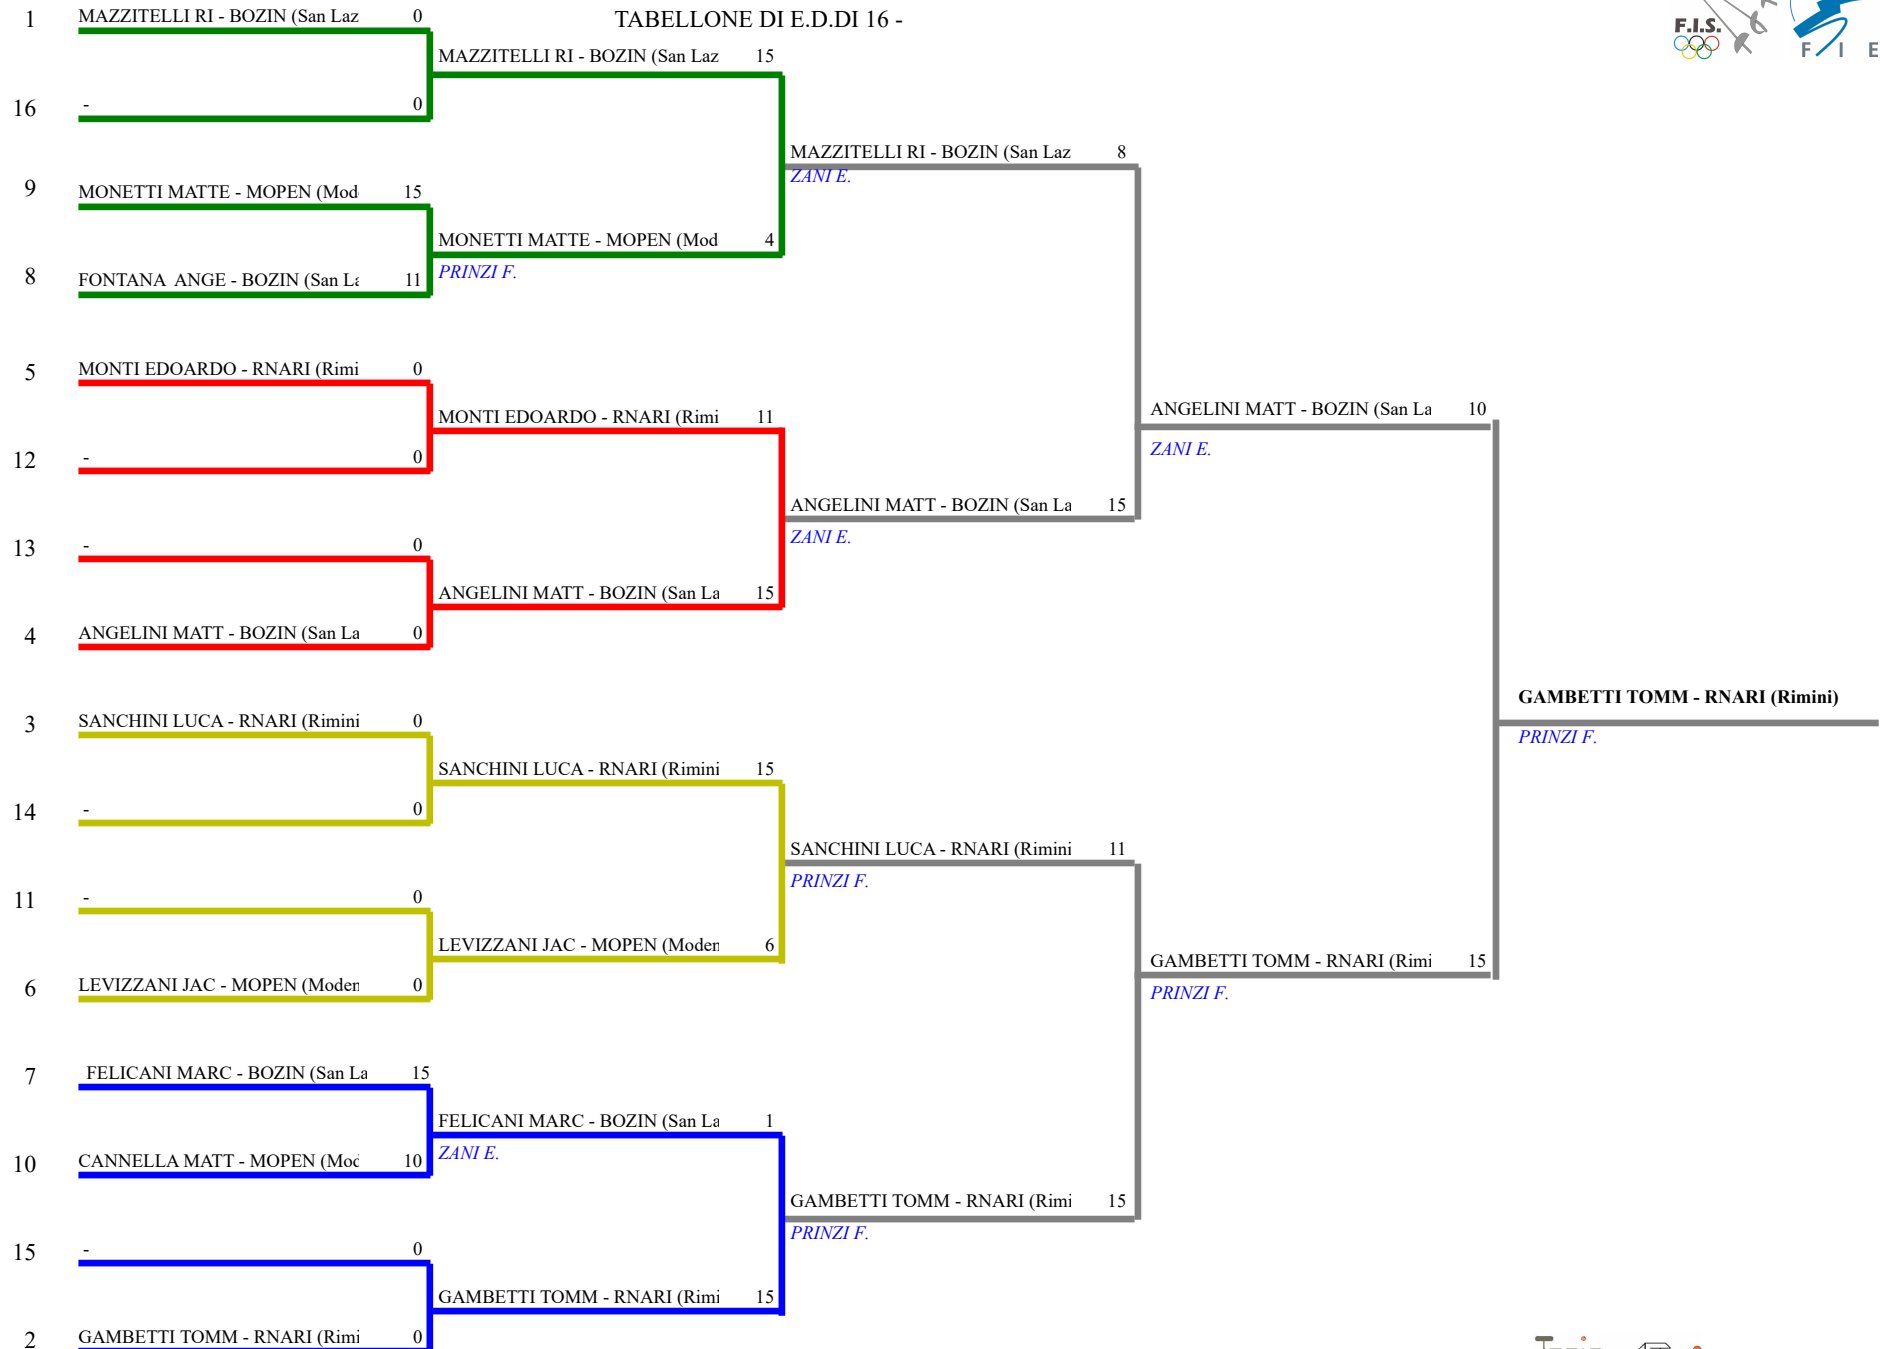 TABELLONE DI E.D.DI 16 -
F.I.S.
F I E
1 MAZZITELLI RI - BOZIN (San Laz 0
MAZZITELLI RI - BOZIN (San Laz 15
16 - 0
MAZZITELLI RI - BOZIN (San Laz 8
ZANI E.
9 MONETTI MATTE - MOPEN (Mod 15
MONETTI MATTE - MOPEN (Mod 4
PRINZI F.
8 FONTANA ANGE - BOZIN (San La 11
5 MONTI EDOARDO - RNARI (Rimi 0
MONTI EDOARDO - RNARI (Rimi 11
ANGELINI MATT - BOZIN (San La 10
ZANI E.
12 - 0
ANGELINI MATT - BOZIN (San La 15
ZANI E.
13 - 0
ANGELINI MATT - BOZIN (San La 15
4 ANGELINI MATT - BOZIN (San La 0
GAMBETTI TOMM - RNARI (Rimini)
PRINZI F.
3 SANCHINI LUCA - RNARI (Rimini 0
SANCHINI LUCA - RNARI (Rimini 15
14 - 0
SANCHINI LUCA - RNARI (Rimini 11
PRINZI F.
11 - 0
LEVIZZANI JAC - MOPEN (Moden 6
GAMBETTI TOMM - RNARI (Rimi 15
PRINZI F.
6 LEVIZZANI JAC - MOPEN (Moden 0
7 FELICANI MARC - BOZIN (San La 15
FELICANI MARC - BOZIN (San La 1
ZANI E.
10 CANNELLA MATT - MOPEN (Mod 10
GAMBETTI TOMM - RNARI (Rimi 15
PRINZI F.
15 - 0
GAMBETTI TOMM - RNARI (Rimi 15
2 GAMBETTI TOMM - RNARI (Rimi 0